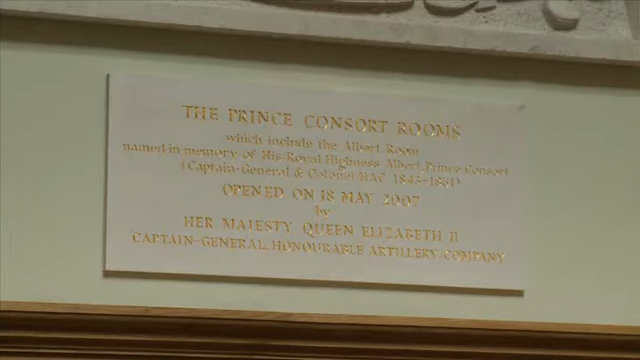 THE PRINCE CONSORT ROOMS
which include the Albert Room
named in memory of His Royal Highness Albert, Prince Consort
(Captain-General & Colonel HAC 1843-1861)
OPENED ON 18 MAY 2007
by
HER MAJESTY QUEEN ELIZABETH II
CAPTAIN-GENERAL, HONOURABLE ARTILLERY COMPANY